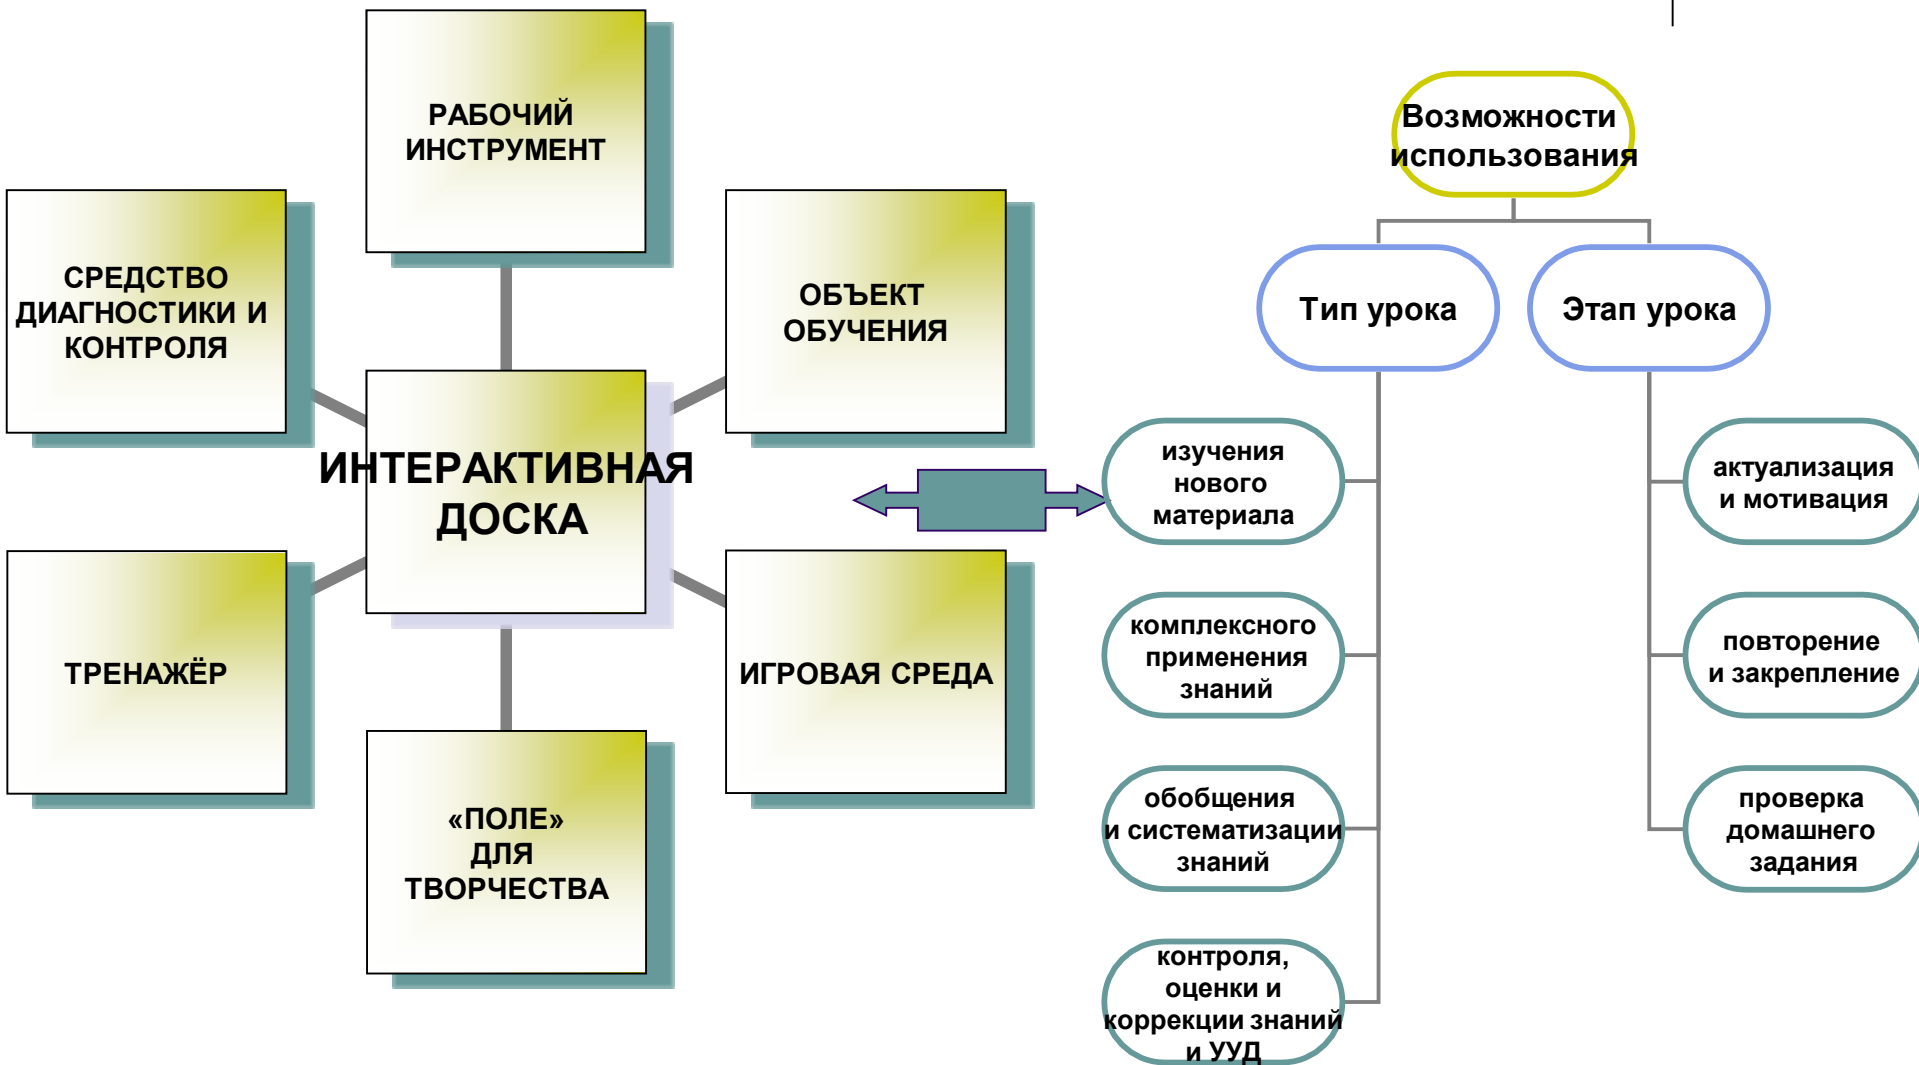 РАБОЧИЙ
ИНСТРУМЕНТ
СРЕДСТВО
ДИАГНОСТИКИ И
КОНТРОЛЯ
ОБЪЕКТ
ОБУЧЕНИЯ
ИНТЕРАКТИВНАЯ
ДОСКА
ТРЕНАЖЁР
ИГРОВАЯ СРЕДА
«ПОЛЕ»
ДЛЯ
ТВОРЧЕСТВА
Возможности
использования
Тип урока
Этап урока
изучения
нового
материала
комплексного
применения
знаний
обобщения
и систематизации
знаний
контроля,
оценки и
коррекции знаний
и УУД
актуализация
и мотивация
повторение
и закрепление
проверка
домашнего
задания